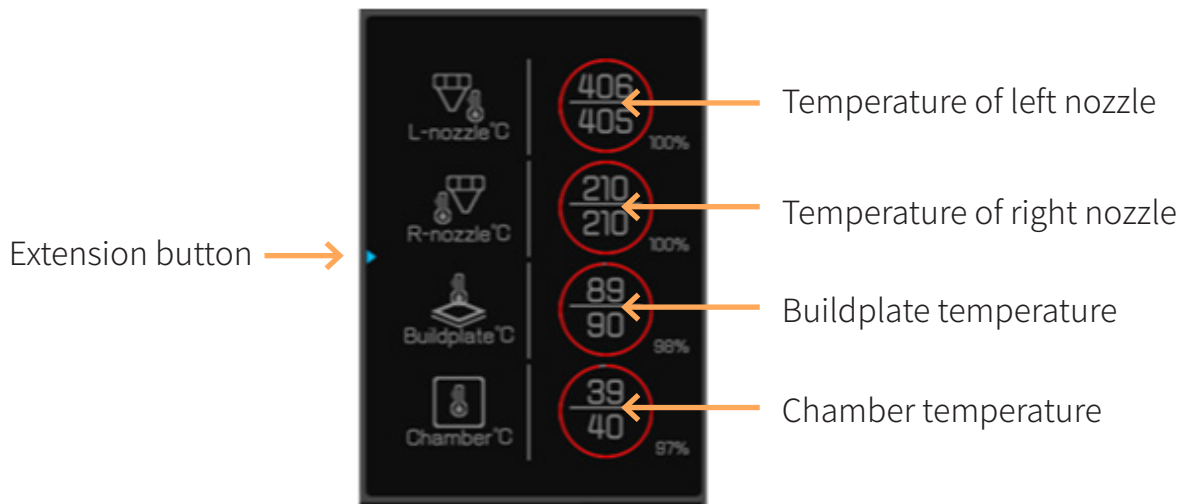 406
405
L-nozzle℃
100%
Temperature of left nozzle
210
210
R-nozzle℃
100%
Temperature of right nozzle
Extension button
89
90
Buildplate℃
98%
Buildplate temperature
39
40
Chamber℃
97%
Chamber temperature